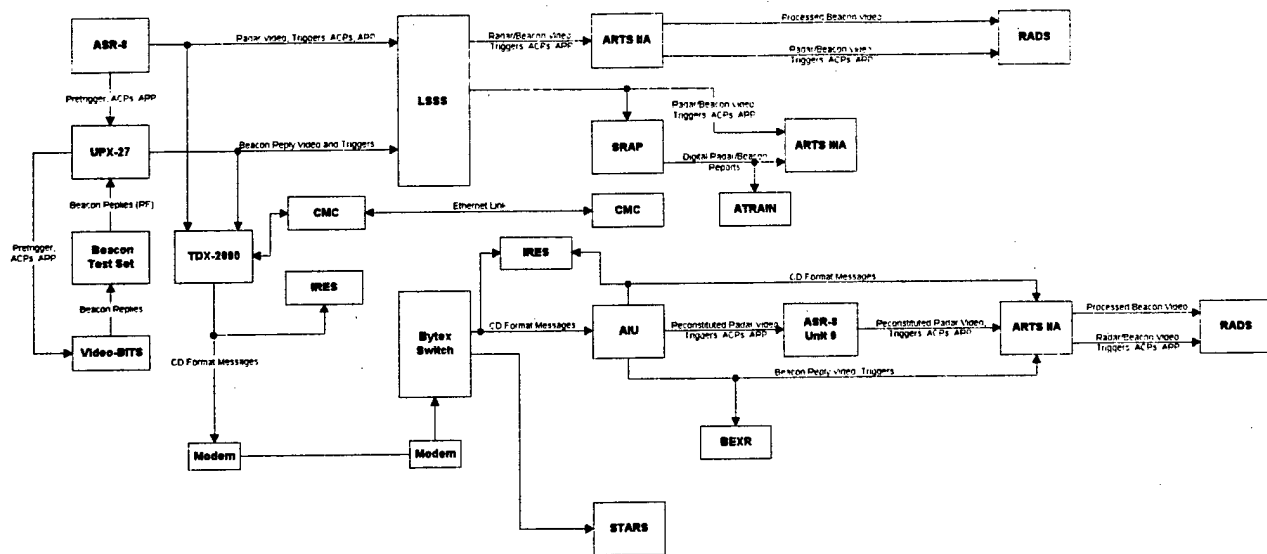 ASR-8
Radar Video, Triggers, ACPs, APP
Radar/Beacon Video
Triggers, ACPs, APP
ARTS IIA
Processed Beacon Video
Radar/Beacon Video
Triggers, ACPs, APP
RADS
LSSS
Pretrigger, ACPs, APP
UPX-27
Beacon Reply Video and Triggers
Radar/Beacon Video
Triggers, ACPs, APP
SRAP
ARTS IIIA
Digital Radar/Beacon
Reports
ATRAIN
Beacon Replies (RF)
CMC
Ethernet Link
CMC
Pretrigger,
ACPs, APP
Beacon
Test Set
TDX-2000
IRES
IRES
CD Format Messages
Beacon Replies
Video-BITS
CD Format Messages
Bytex
Switch
CD Format Messages
AIU
Reconstituted Radar Video,
Triggers, ACPs, APP
ASR-8
Unit 8
Reconstituted Radar Video,
Triggers, ACPs, APP
ARTS IIA
Processed Beacon Video
Radar/Beacon Video
Triggers, ACPs, APP
RADS
Beacon Reply Video, Triggers
BEXR
Modem
Modem
STARS